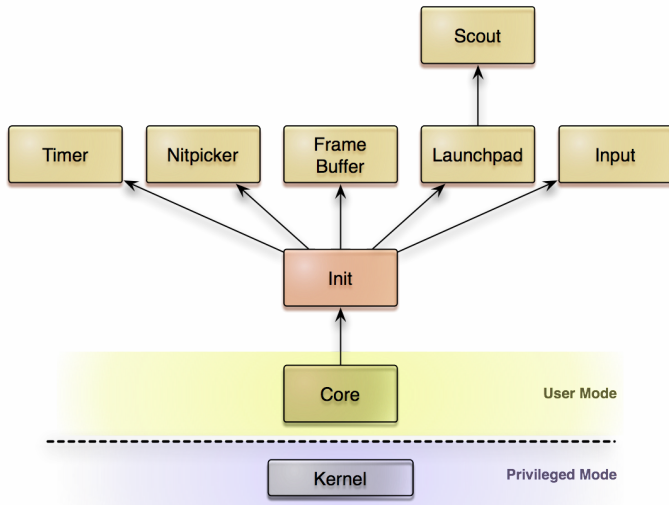 Scout
Timer
Nitpicker
Frame
Buffer
Launchpad
Input
Init
Core
User Mode
Kernel
Privileged Mode